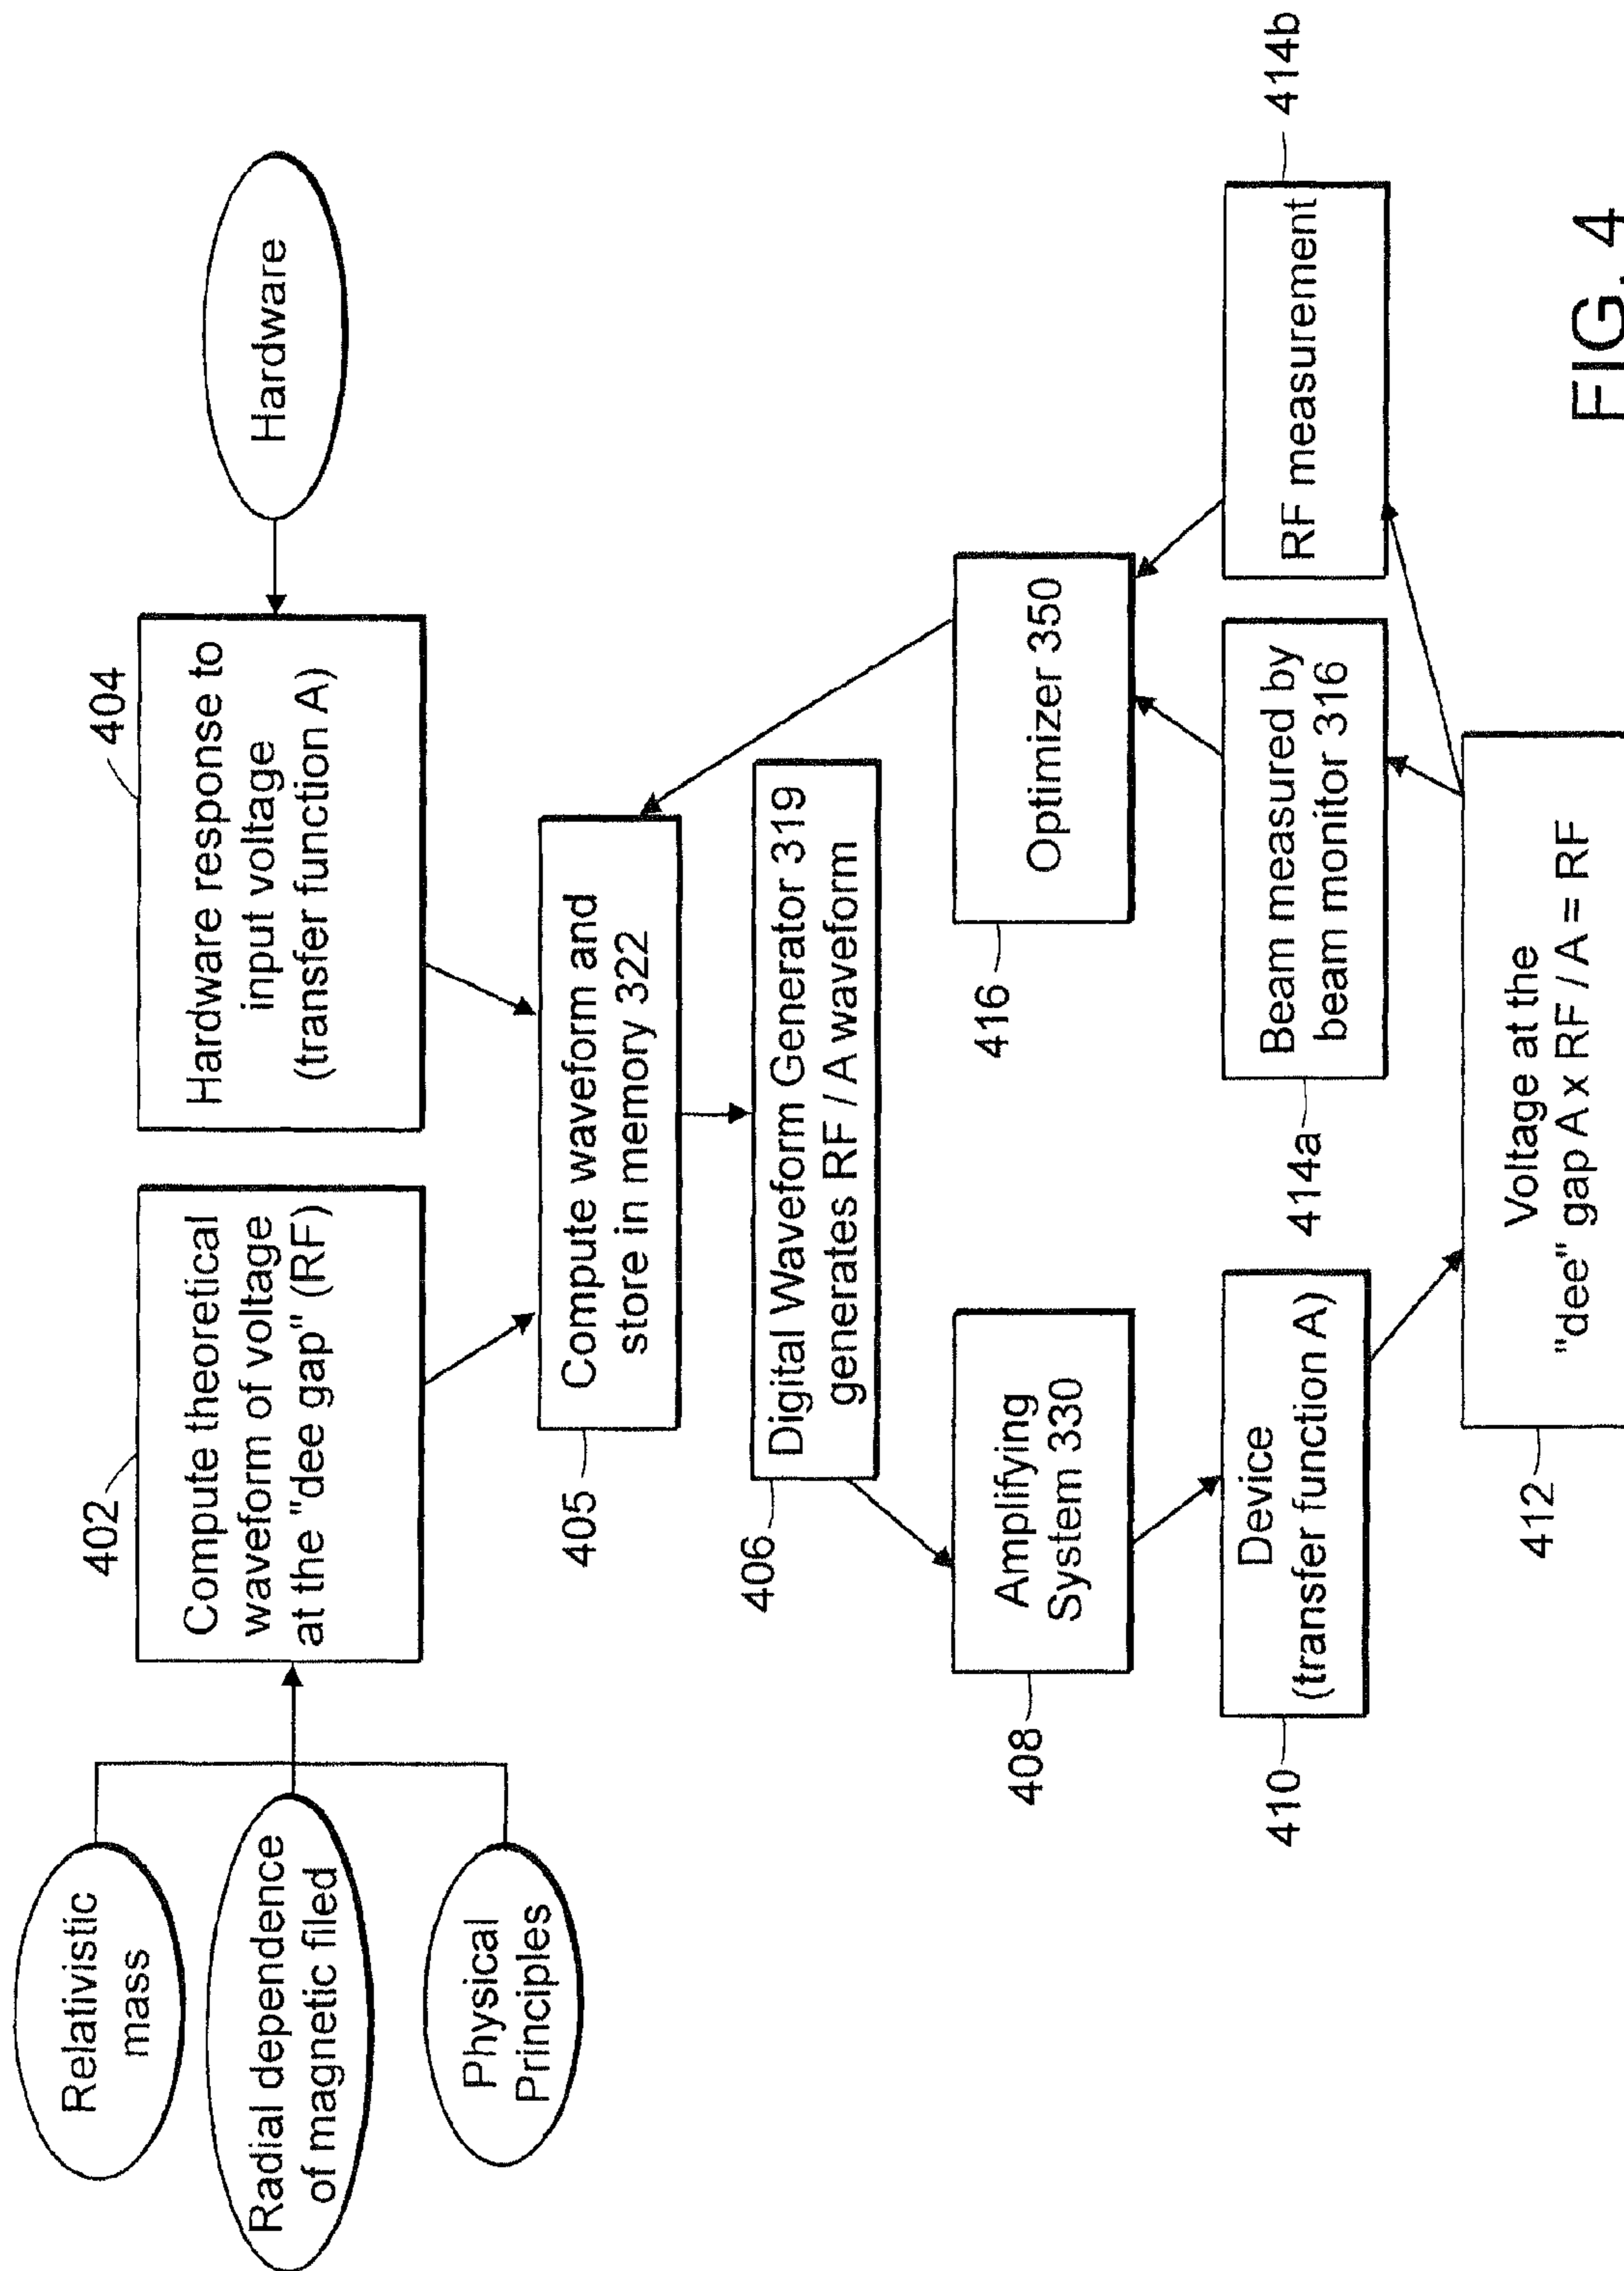 Relativistic
mass
Radial dependence
of magnetic filed
Physical
Principles
402
Compute theoretical
waveform of voltage
at the "dee gap" (RF)
404
Hardware response to
input voltage
(transfer function A)
Hardware
405
Compute waveform and
store in memory 322
406
Digital Waveform Generator 319
generates RF / A waveform
408
Amplifying
System 330
416
Optimizer 350
410
Device
(transfer function A)
414a
Beam measured by
beam monitor 316
RF measurement
414b
412
Voltage at the
"dee" gap A x RF / A = RF
FIG. 4